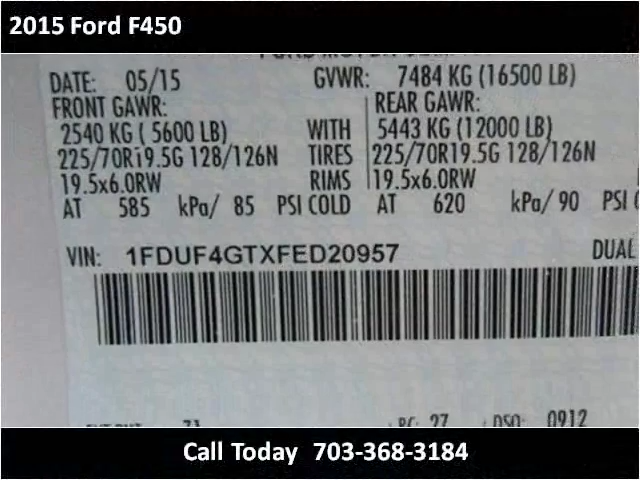 2015 Ford F450
DATE: 05/15 GVWR: 7484 KG (16500 LB)
FRONT GAWR: REAR GAWR:
2540 KG ( 5600 LB) WITH 5443 KG (12000 LB)
225/70R19.5G 128/126N TIRES 225/70R19.5G 128/126N
19.5x6.0RW RIMS 19.5x6.0RW
AT 585 kPa/ 85 PSI COLD AT 620 kPa/ 90 PSI
VIN: 1FDUF4GTXFED20957 DUAL
27 DSO: 0912
Call Today 703-368-3184